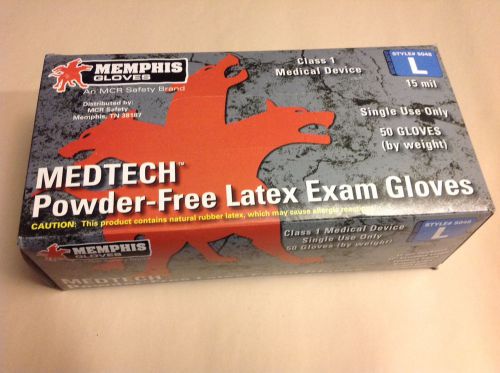 MEMPHIS
GLOVES
An MCR Safety Brand
Distributed by:
MCR Safety
Memphis, TN 38187
Class 1
Medical Device
STYLE# 5048
L
15 mil
Single Use Only
50 GLOVES
(by weight)
MEDTECH™
Powder-Free Latex Exam Gloves
CAUTION: This product contains natural rubber latex, which may cause allergic reactions.
MEMPHIS
GLOVES
Class 1 Medical Device
Single Use Only
50 GLOVES (by weight)
STYLE# 5048
L
MEDTECH